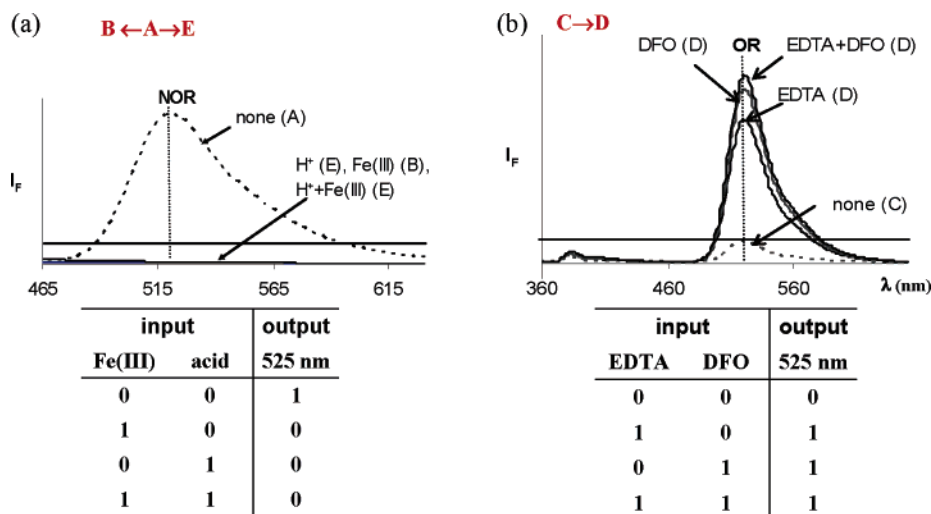 (a)
B ←A→E
NOR
none (A)
H⁺ (E), Fe(III) (B),
H⁺+Fe(III) (E)
I_F
465 515 565 615
input output
Fe(III) acid 525 nm
0 0 1
1 0 0
0 1 0
1 1 0
(b)
C→D
DFO (D)
OR
EDTA+DFO (D)
EDTA (D)
I_F
none (C)
360 460 560 λ (nm)
input output
EDTA DFO 525 nm
0 0 0
1 0 1
0 1 1
1 1 1